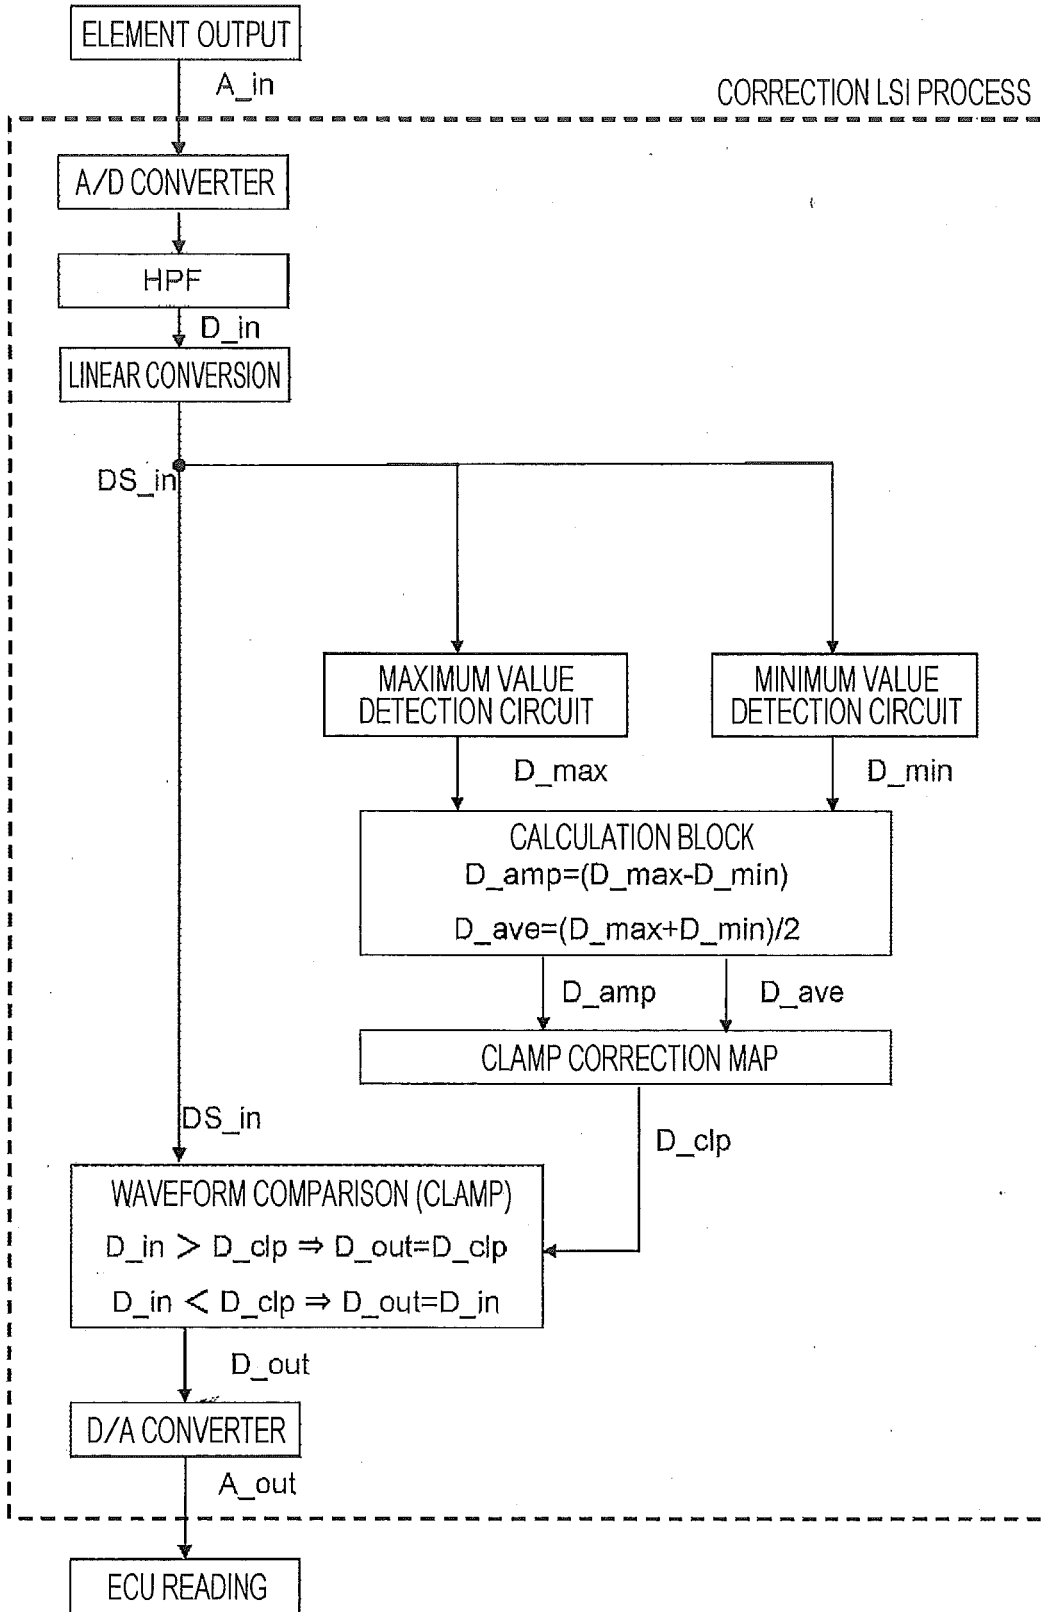 ELEMENT OUTPUT
A_in
CORRECTION LSI PROCESS
A/D CONVERTER
HPF
D_in
LINEAR CONVERSION
DS_in
MAXIMUM VALUE
DETECTION CIRCUIT
MINIMUM VALUE
DETECTION CIRCUIT
D_max
D_min
CALCULATION BLOCK
D_amp=(D_max-D_min)
D_ave=(D_max+D_min)/2
D_amp
D_ave
CLAMP CORRECTION MAP
DS_in
D_clp
WAVEFORM COMPARISON (CLAMP)
D_in > D_clp ⇒ D_out=D_clp
D_in < D_clp ⇒ D_out=D_in
D_out
D/A CONVERTER
A_out
ECU READING